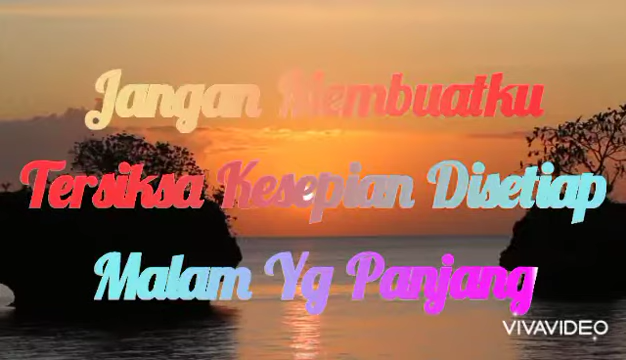 Jangan Membuatku
Tersiksa Kesepian Disetiap
Malam Yg Panjang
VIVAVIDEO